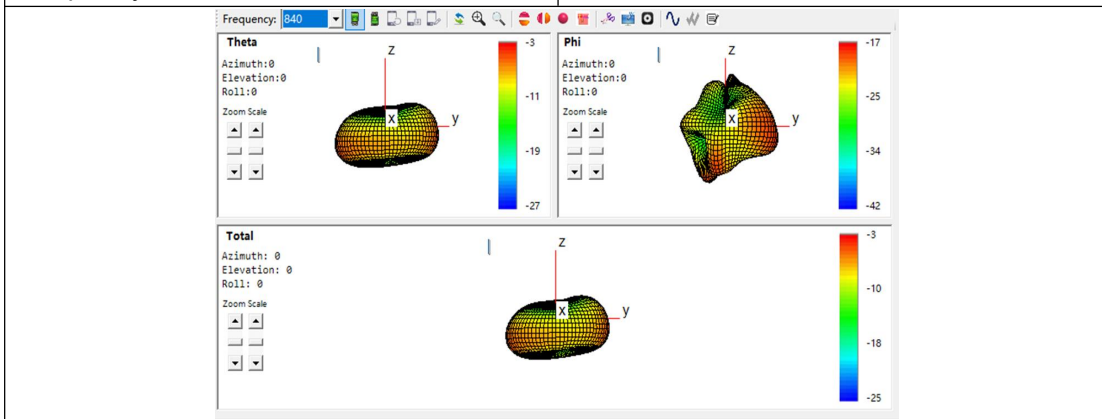 Frequency: 840
Theta
Azimuth:0
Elevation:0
Roll:0
Zoom Scale
Z
X
y
-3
-11
-19
-27
Phi
Azimuth:0
Elevation:0
Roll:0
Zoom Scale
Z
X
y
-17
-25
-34
-42
Total
Azimuth: 0
Elevation: 0
Roll: 0
Zoom Scale
Z
X
y
-3
-10
-18
-25